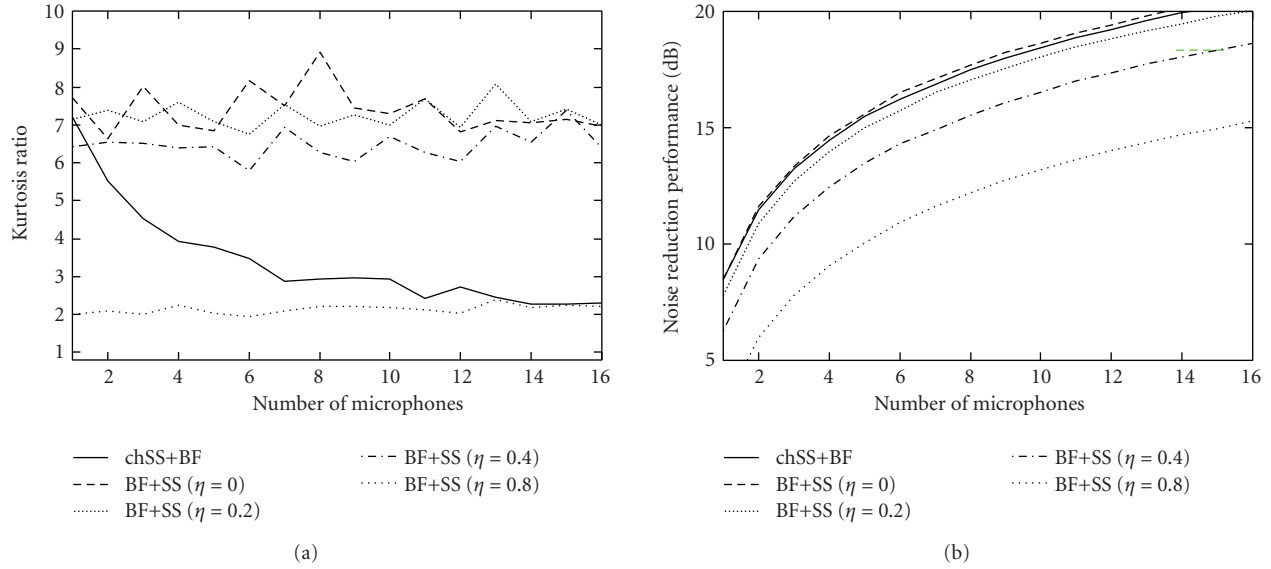 10
9
8
7
6
5
4
3
2
1
Kurtosis ratio
2 4 6 8 10 12 14 16
Number of microphones
chSS+BF
BF+SS (η = 0)
BF+SS (η = 0.2)
BF+SS (η = 0.4)
BF+SS (η = 0.8)
(a)
20
15
10
5
Noise reduction performance (dB)
2 4 6 8 10 12 14 16
Number of microphones
chSS+BF
BF+SS (η = 0)
BF+SS (η = 0.2)
BF+SS (η = 0.4)
BF+SS (η = 0.8)
(b)